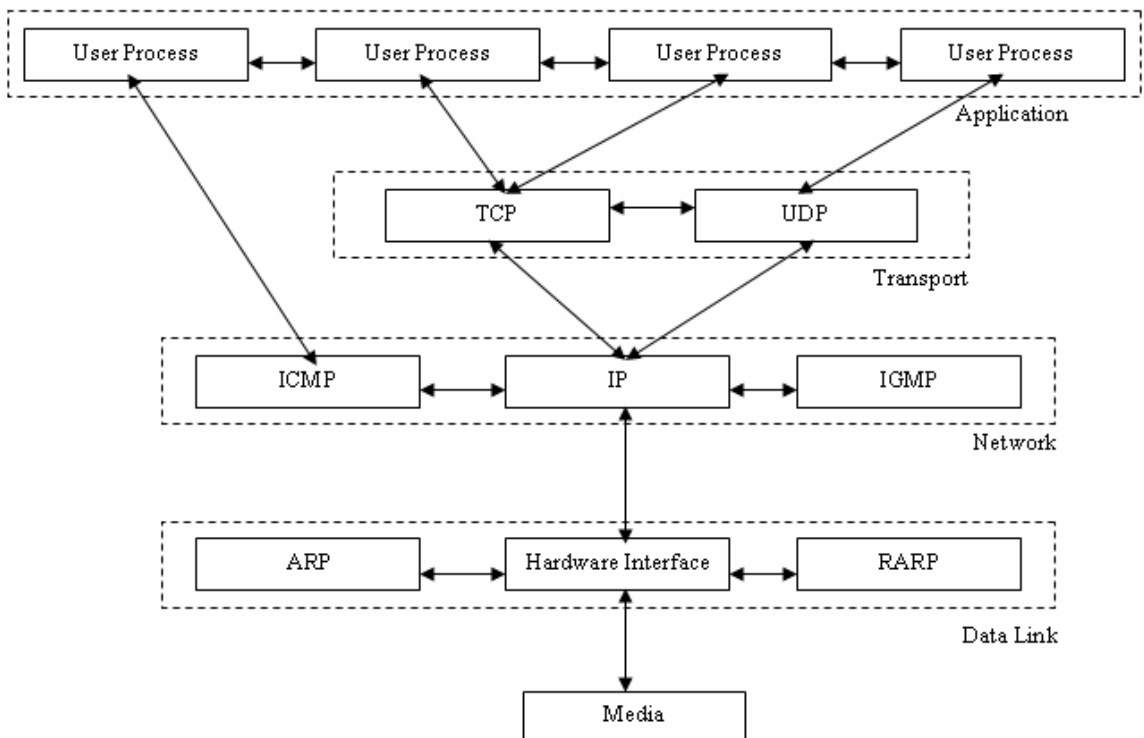 User Process
User Process
User Process
User Process
Application
TCP
UDP
Transport
ICMP
IP
IGMP
Network
ARP
Hardware Interface
RARP
Data Link
Media